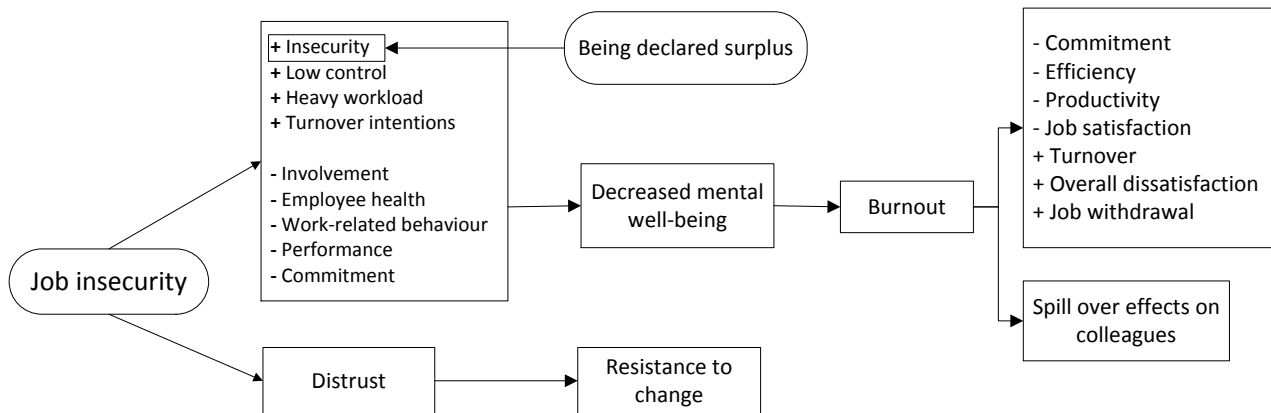 + Insecurity
+ Low control
+ Heavy workload
+ Turnover intentions
- Involvement
- Employee health
- Work-related behaviour
- Performance
- Commitment
Being declared surplus
Job insecurity
Decreased mental
well-being
Burnout
- Commitment
- Efficiency
- Productivity
- Job satisfaction
+ Turnover
+ Overall dissatisfaction
+ Job withdrawal
Spill over effects on
colleagues
Distrust
Resistance to
change